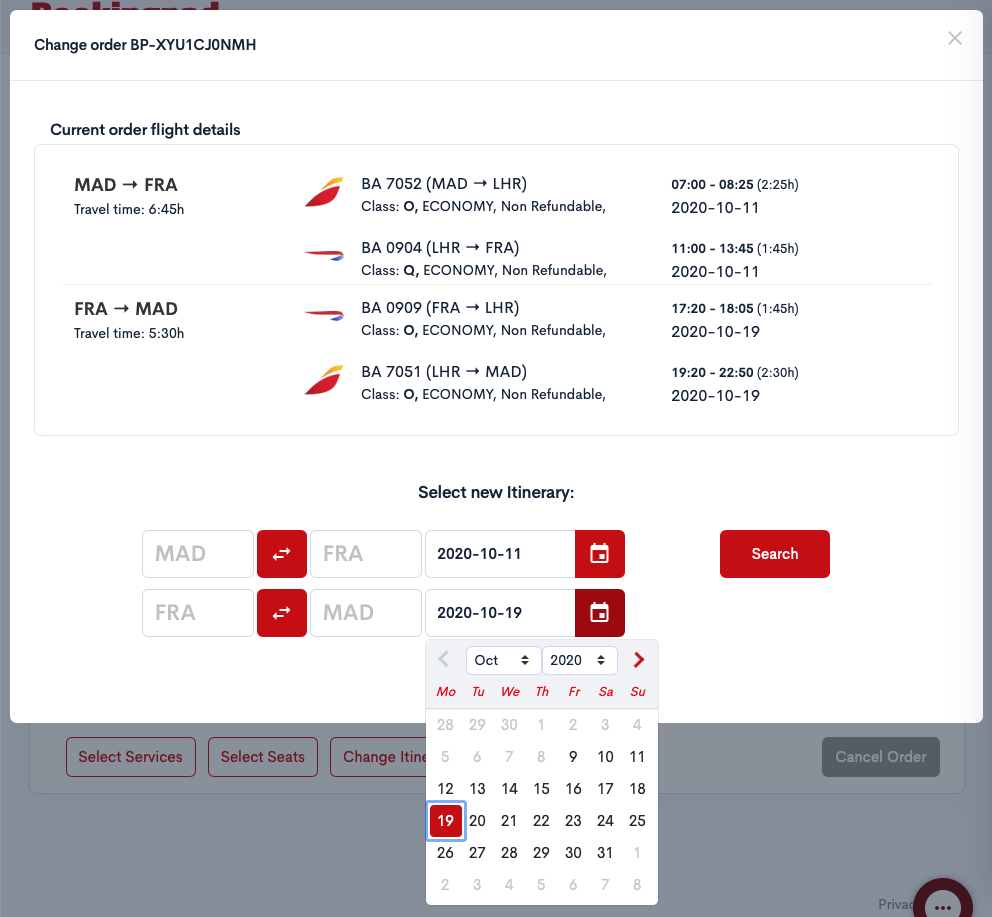 Change order BP-XYU1CJ0NMH
Current order flight details
MAD → FRA
Travel time: 6:45h
BA 7052 (MAD → LHR)
Class: O, ECONOMY, Non Refundable,
07:00 - 08:25 (2:25h)
2020-10-11
BA 0904 (LHR → FRA)
Class: Q, ECONOMY, Non Refundable,
11:00 - 13:45 (1:45h)
2020-10-11
FRA → MAD
Travel time: 5:30h
BA 0909 (FRA → LHR)
Class: O, ECONOMY, Non Refundable,
17:20 - 18:05 (1:45h)
2020-10-19
BA 7051 (LHR → MAD)
Class: O, ECONOMY, Non Refundable,
19:20 - 22:50 (2:30h)
2020-10-19
Select new Itinerary:
MAD FRA 2020-10-11 Search
FRA MAD 2020-10-19
Oct 2020
Mo Tu We Th Fr Sa Su
28 29 30 1 2 3 4
5 6 7 8 9 10 11
12 13 14 15 16 17 18
19 20 21 22 23 24 25
26 27 28 29 30 31 1
2 3 4 5 6 7 8
Select Services Select Seats Change Itine Cancel Order